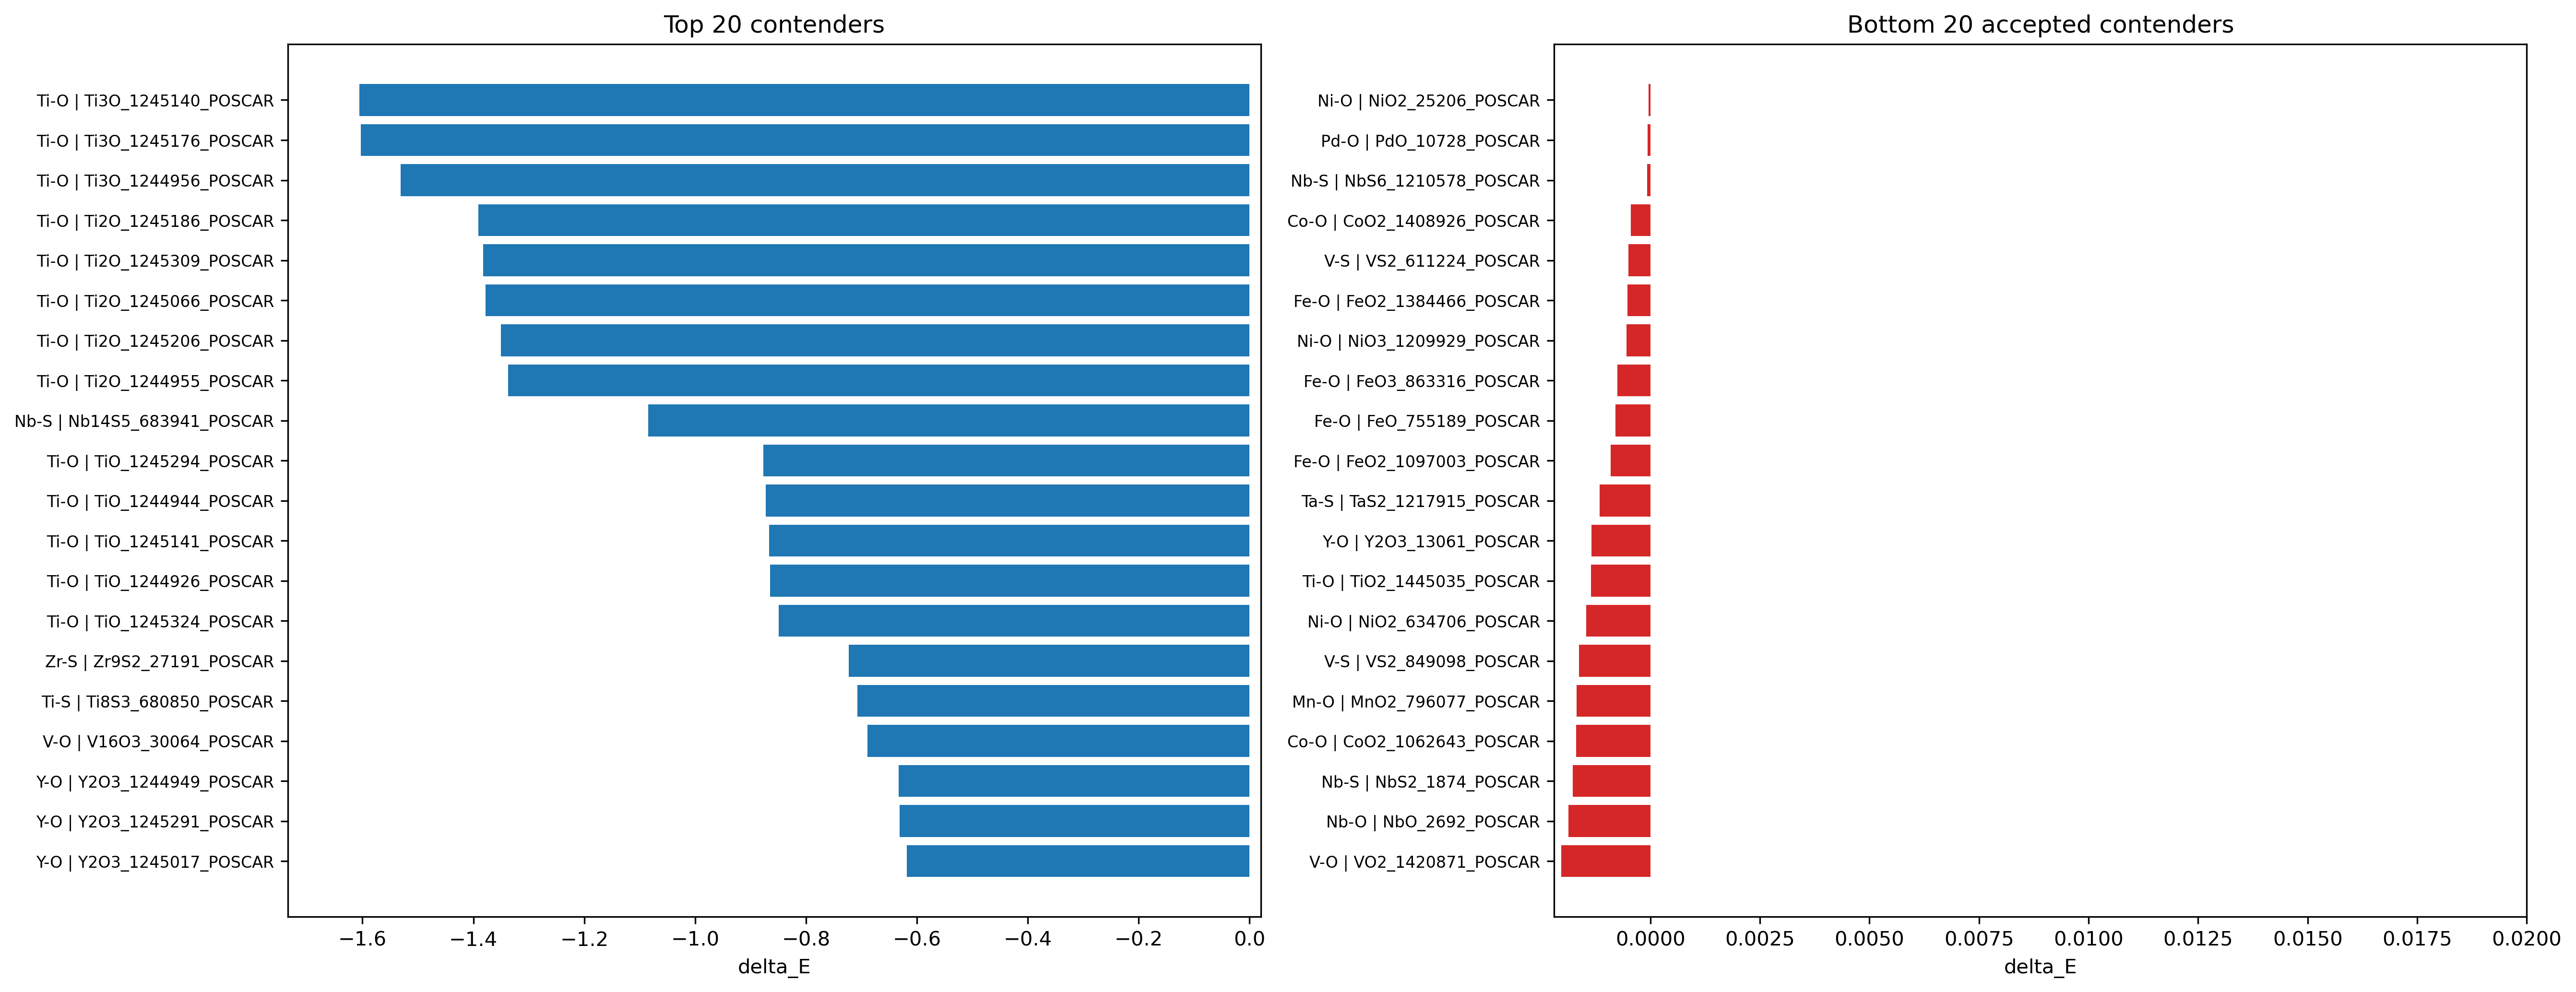 Top 20 contenders
Ti-O | Ti3O_1245140_POSCAR
Ti-O | Ti3O_1245176_POSCAR
Ti-O | Ti3O_1244956_POSCAR
Ti-O | Ti2O_1245186_POSCAR
Ti-O | Ti2O_1245309_POSCAR
Ti-O | Ti2O_1245066_POSCAR
Ti-O | Ti2O_1245206_POSCAR
Ti-O | Ti2O_1244955_POSCAR
Nb-S | Nb14S5_683941_POSCAR
Ti-O | TiO_1245294_POSCAR
Ti-O | TiO_1244944_POSCAR
Ti-O | TiO_1245141_POSCAR
Ti-O | TiO_1244926_POSCAR
Ti-O | TiO_1245324_POSCAR
Zr-S | Zr9S2_27191_POSCAR
Ti-S | Ti8S3_680850_POSCAR
V-O | V16O3_30064_POSCAR
Y-O | Y2O3_1244949_POSCAR
Y-O | Y2O3_1245291_POSCAR
Y-O | Y2O3_1245017_POSCAR
−1.6 −1.4 −1.2 −1.0 −0.8 −0.6 −0.4 −0.2 0.0
delta_E
Bottom 20 accepted contenders
Ni-O | NiO2_25206_POSCAR
Pd-O | PdO_10728_POSCAR
Nb-S | NbS6_1210578_POSCAR
Co-O | CoO2_1408926_POSCAR
V-S | VS2_611224_POSCAR
Fe-O | FeO2_1384466_POSCAR
Ni-O | NiO3_1209929_POSCAR
Fe-O | FeO3_863316_POSCAR
Fe-O | FeO_755189_POSCAR
Fe-O | FeO2_1097003_POSCAR
Ta-S | TaS2_1217915_POSCAR
Y-O | Y2O3_13061_POSCAR
Ti-O | TiO2_1445035_POSCAR
Ni-O | NiO2_634706_POSCAR
V-S | VS2_849098_POSCAR
Mn-O | MnO2_796077_POSCAR
Co-O | CoO2_1062643_POSCAR
Nb-S | NbS2_1874_POSCAR
Nb-O | NbO_2692_POSCAR
V-O | VO2_1420871_POSCAR
0.0000 0.0025 0.0050 0.0075 0.0100 0.0125 0.0150 0.0175 0.0200
delta_E